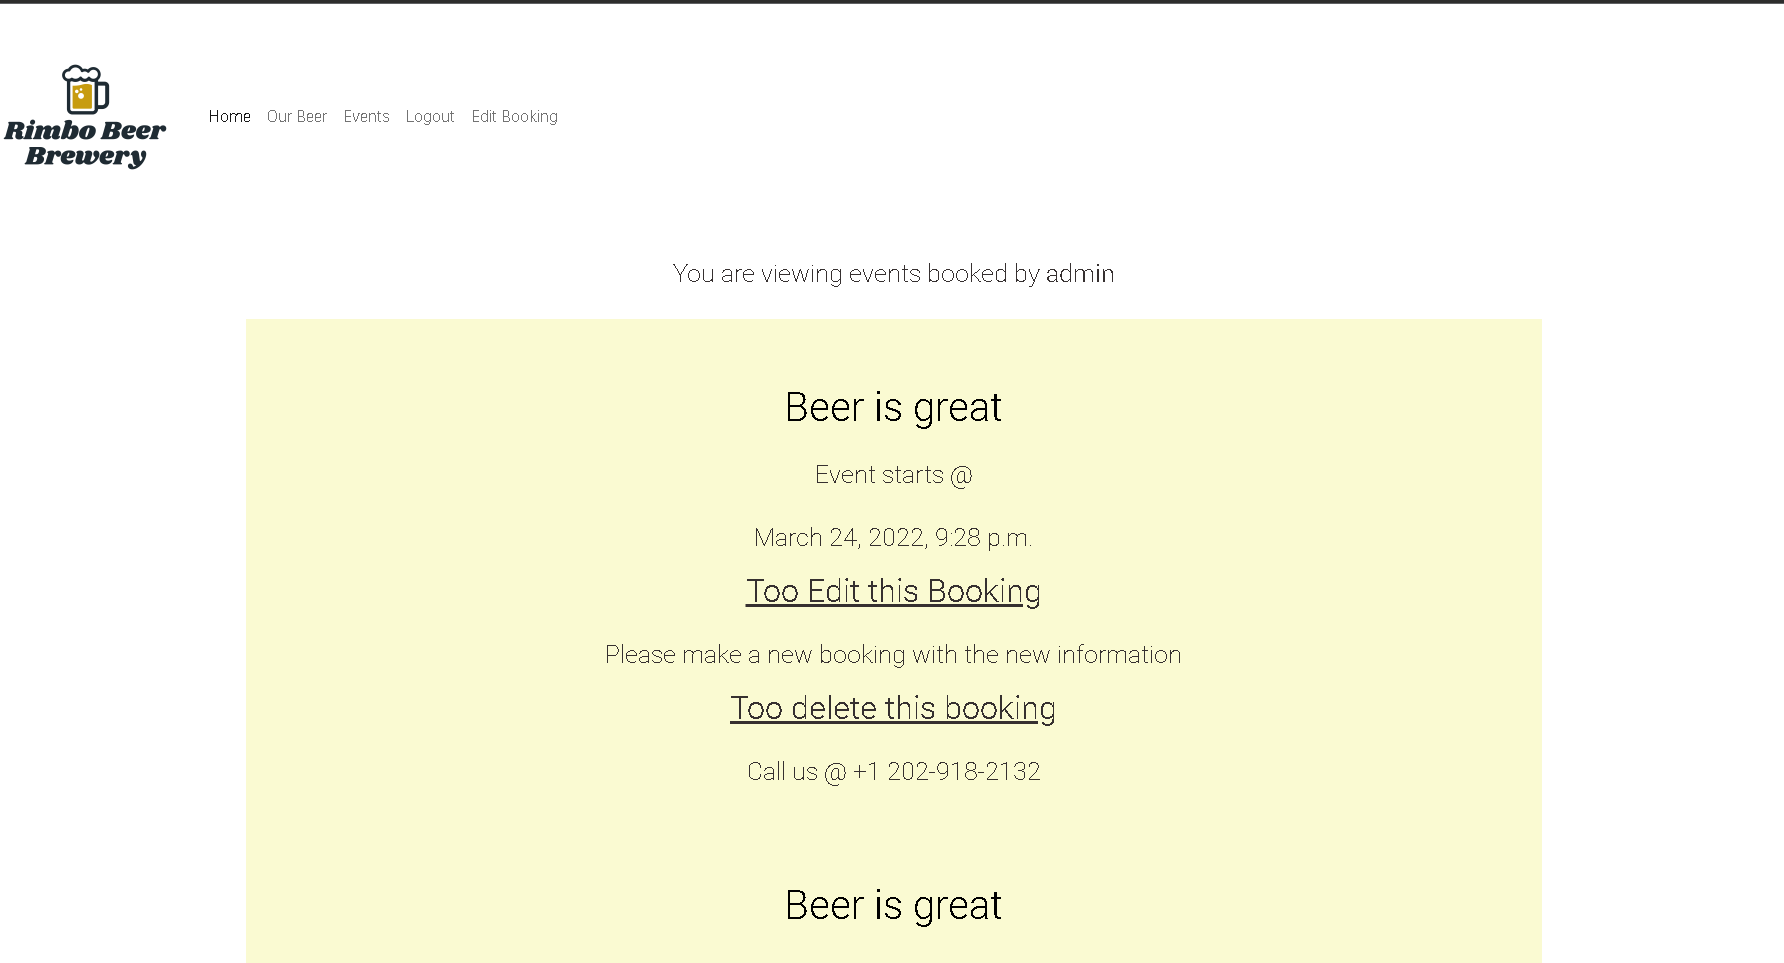 Rimbo Beer
Brewery
Home Our Beer Events Logout Edit Booking
You are viewing events booked by admin
Beer is great
Event starts @
March 24, 2022, 9:28 p.m.
Too Edit this Booking
Please make a new booking with the new information
Too delete this booking
Call us @ +1 202-918-2132
Beer is great